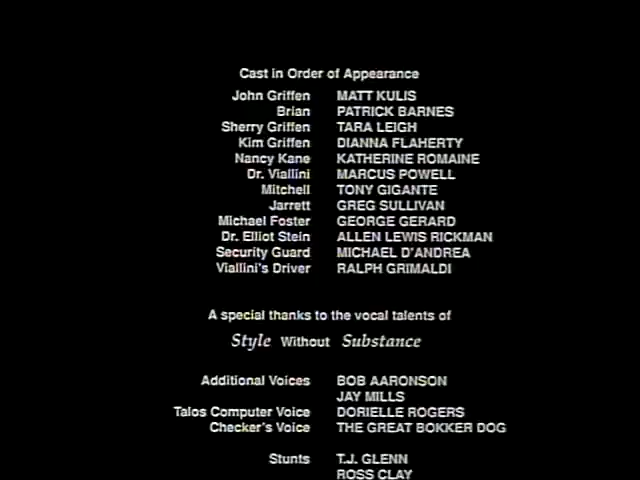 Cast in Order of Appearance
John Griffen MATT KULIS
Brian PATRICK BARNES
Sherry Griffen TARA LEIGH
Kim Griffen DIANNA FLAHERTY
Nancy Kane KATHERINE ROMAINE
Dr. Viallini MARCUS POWELL
Mitchell TONY GIGANTE
Jarrett GREG SULLIVAN
Michael Foster GEORGE GERARD
Dr. Elliot Stein ALLEN LEWIS RICKMAN
Security Guard MICHAEL D'ANDREA
Viallini's Driver RALPH GRIMALDI
A special thanks to the vocal talents of
Style Without Substance
Additional Voices BOB AARONSON
JAY MILLS
Talos Computer Voice DORIELLE ROGERS
Checker's Voice THE GREAT BOKKER DOG
Stunts T.J. GLENN
ROSS CLAY